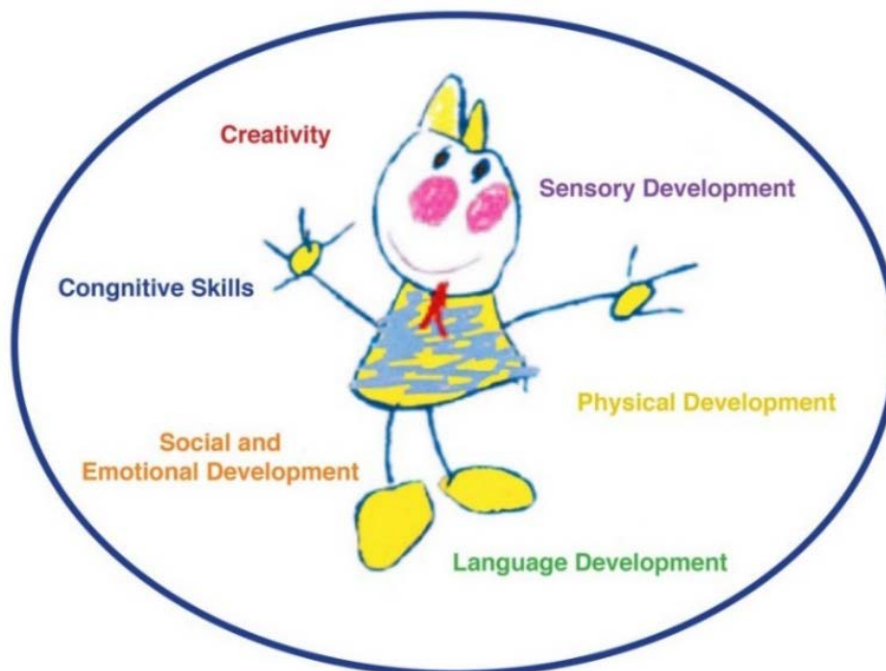 Creativity
Sensory Development
Congnitive Skills
Physical Development
Social and
Emotional Development
Language Development